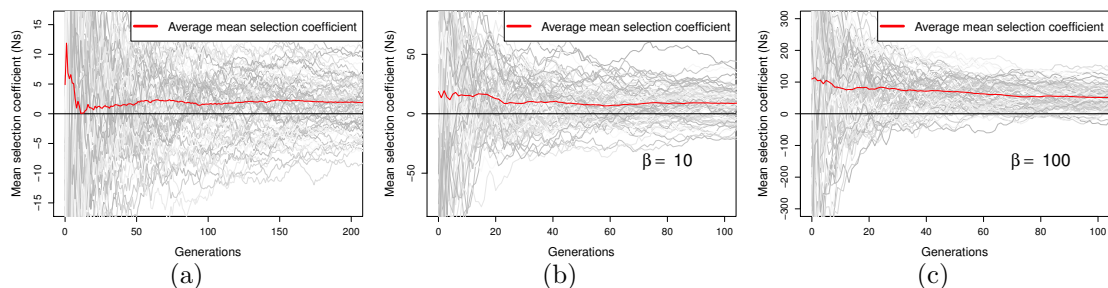 Average mean selection coefficient
Mean selection coefficient (Ns)
15
10
5
0
−5
−10
−15
0 50 100 150 200
Generations
(a)
Average mean selection coefficient
Mean selection coefficient (Ns)
50
0
−50
β = 10
0 20 40 60 80 100
Generations
(b)
Average mean selection coefficient
Mean selection coefficient (Ns)
300
200
100
0
−100
−200
−300
β = 100
0 20 40 60 80 100
Generations
(c)